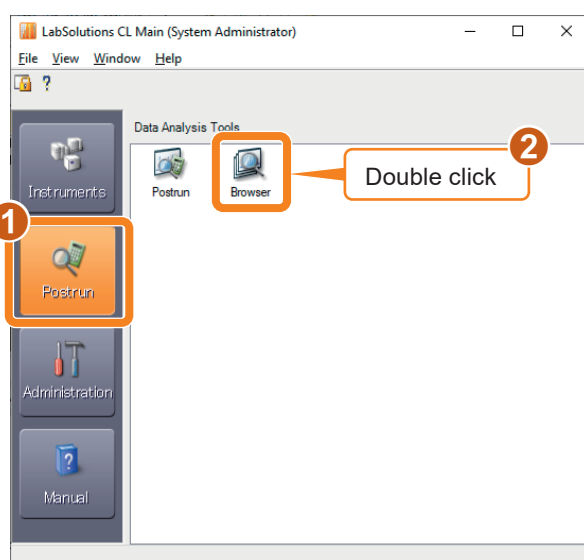 LabSolutions CL Main (System Administrator)
File View Window Help
?
Data Analysis Tools
2
Instruments
Postrun
Browser
Double click
1
Postrun
Administration
?
Manual